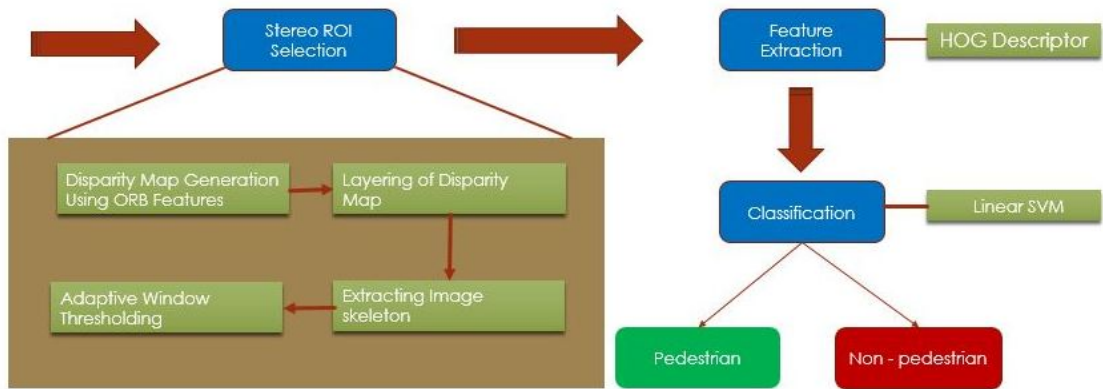 Stereo ROI
Selection
Feature
Extraction
HOG Descriptor
Disparity Map Generation
Using ORB Features
Layering of Disparity
Map
Adaptive Window
Thresholding
Extracting Image
skeleton
Classification
Linear SVM
Pedestrian
Non - pedestrian